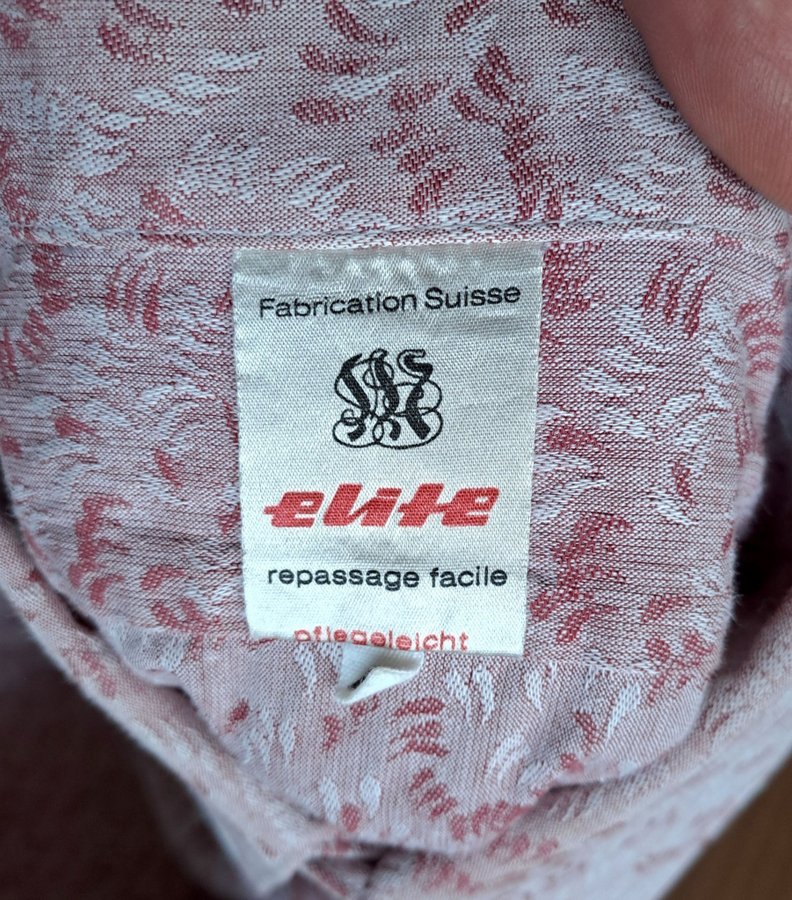 Fabrication Suisse
elite
repassage facile
pflegeleicht